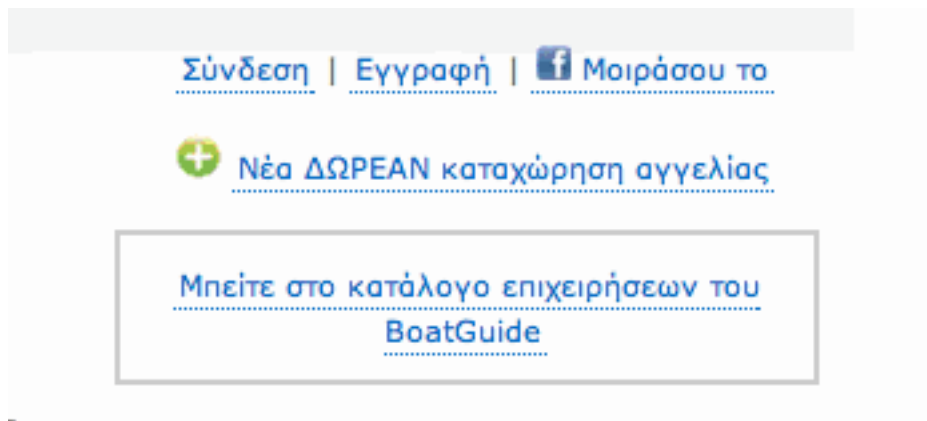 Σύνδεση | Εγγραφή | f Μοιράσου το
Νέα ΔΩΡΕΑΝ καταχώρηση αγγελίας
Μπείτε στο κατάλογο επιχειρήσεων του
BoatGuide